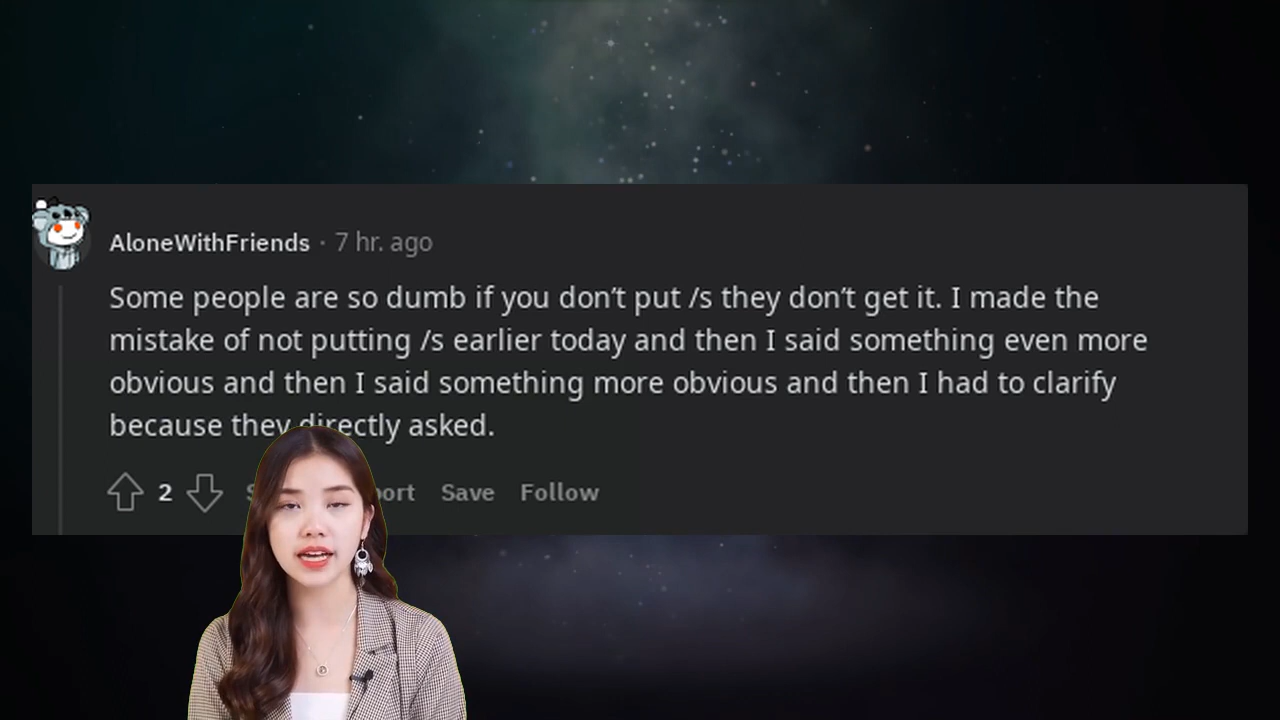 AloneWithFriends · 7 hr. ago
Some people are so dumb if you don't put /s they don't get it. I made the
mistake of not putting /s earlier today and then I said something even more
obvious and then I said something more obvious and then I had to clarify
because they directly asked.
2 Save Follow